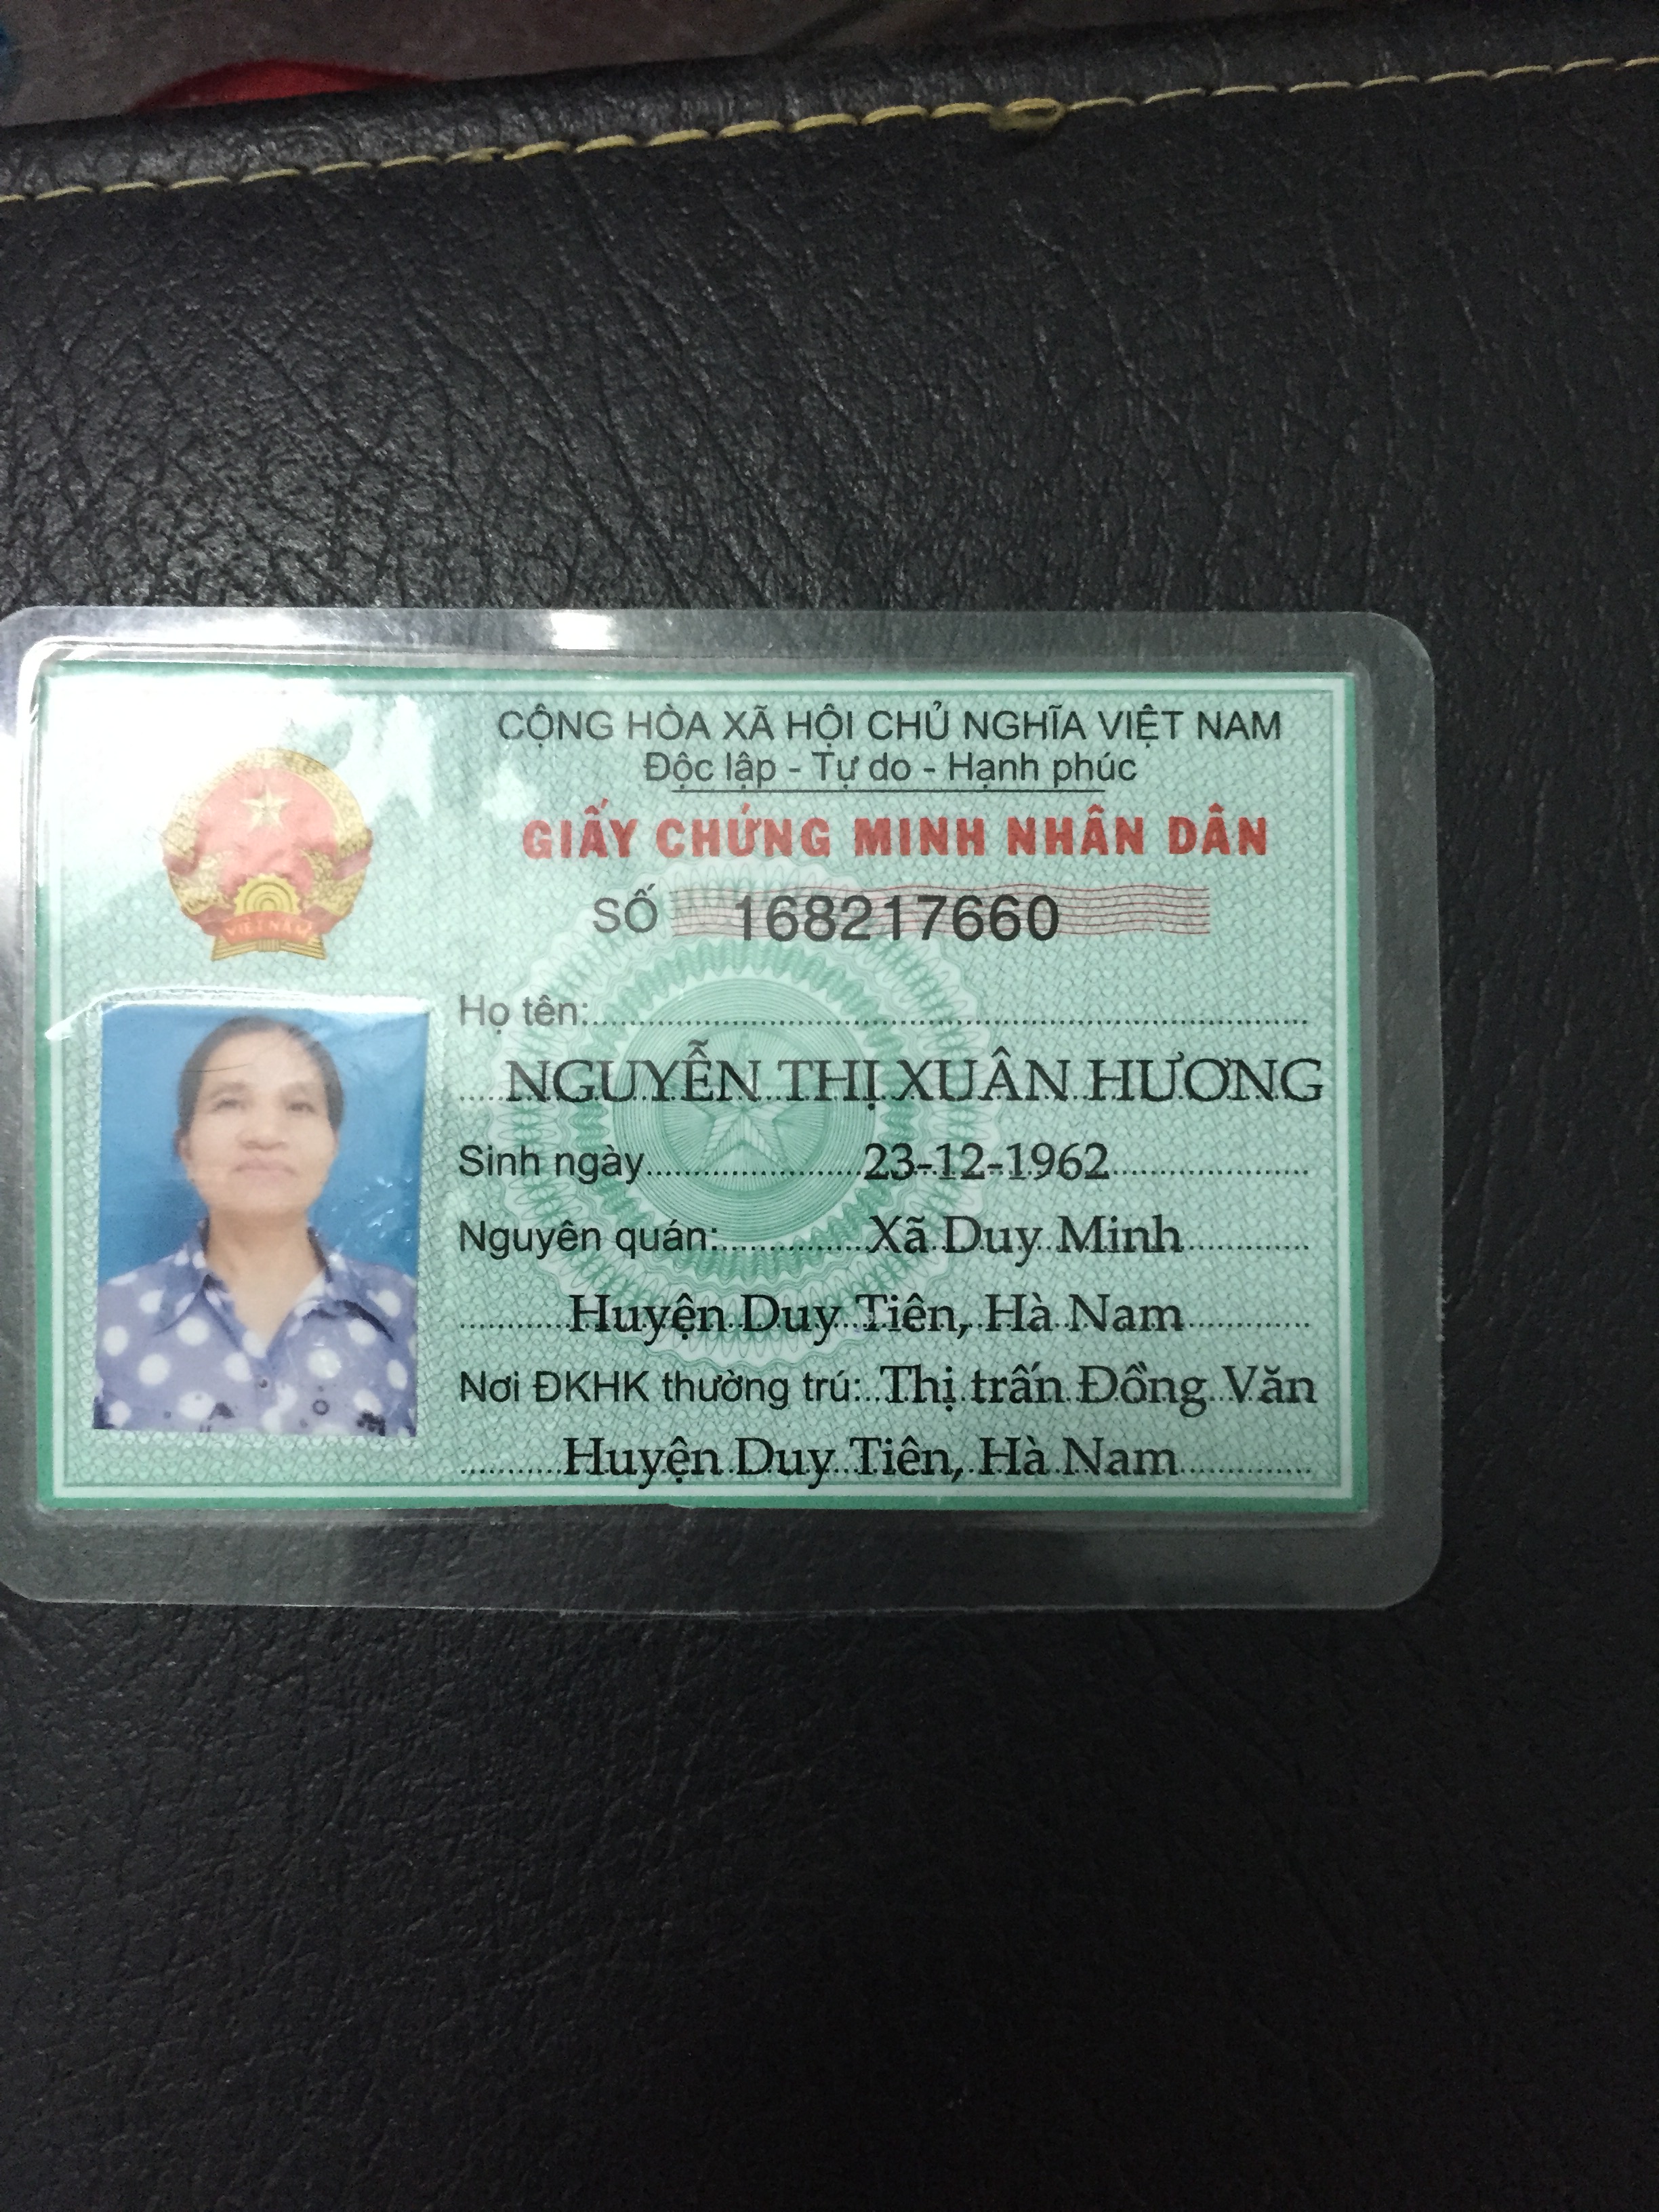 CỘNG HÒA XÃ HỘI CHỦ NGHĨA VIỆT NAM
Độc lập - Tự do - Hạnh phúc
GIẤY CHỨNG MINH NHÂN DÂN
SỐ 168217660
VIỆT NAM
Họ tên:
NGUYỄN THỊ XUÂN HƯƠNG
Sinh ngày 23-12-1962
Nguyên quán: Xã Duy Minh
Huyện Duy Tiên, Hà Nam
Nơi ĐKHK thường trú: Thị trấn Đồng Văn
Huyện Duy Tiên, Hà Nam